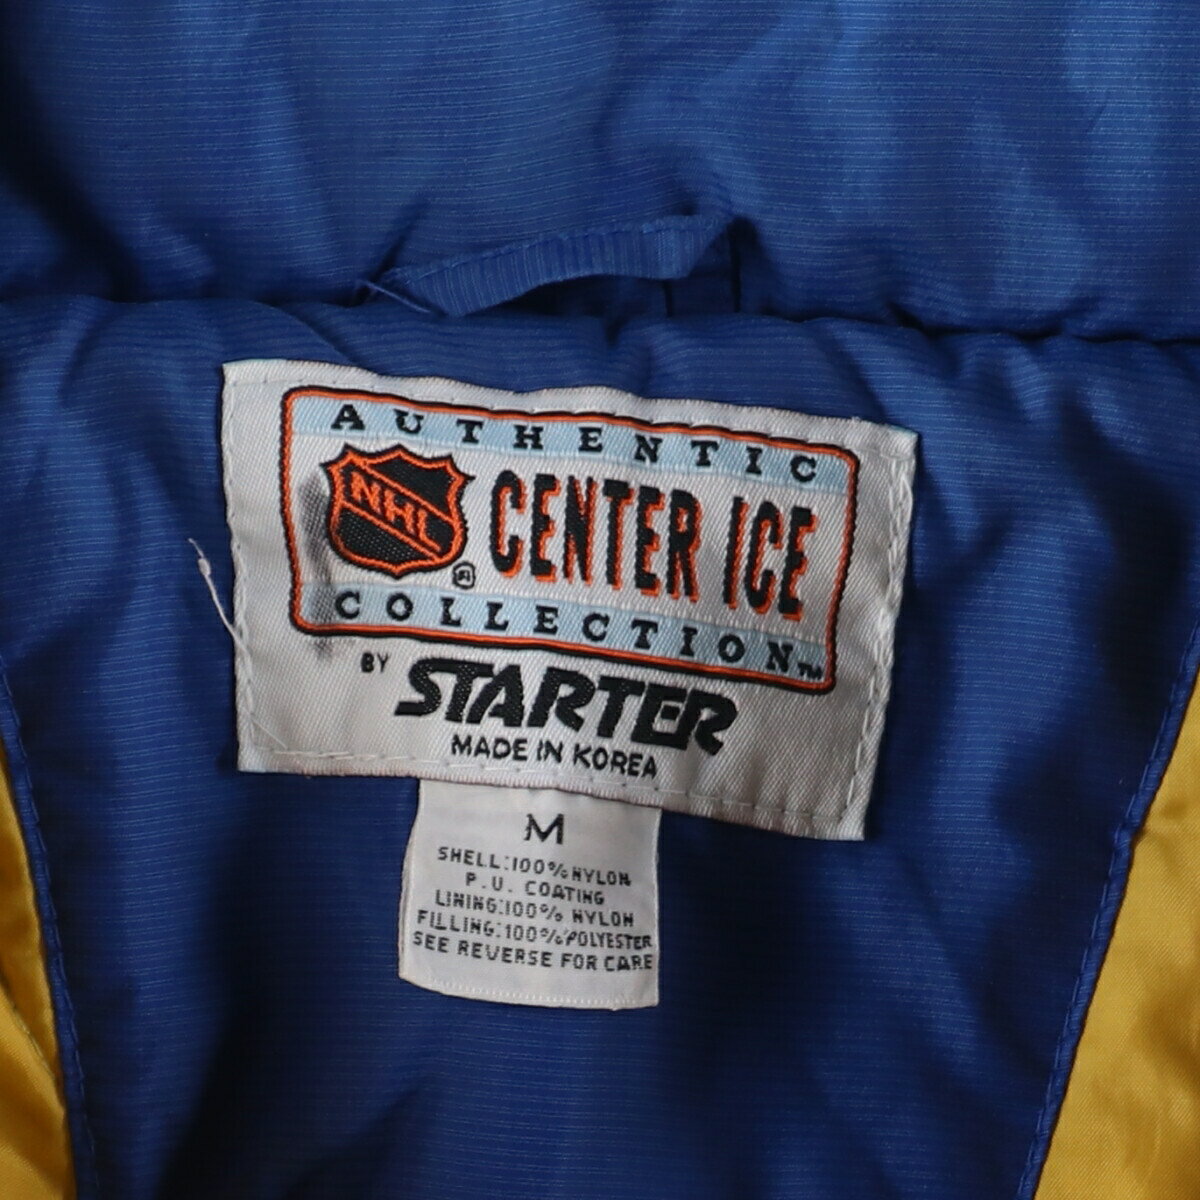 AUTHENTIC
NHL ®
CENTER ICE
COLLECTION™
BY STARTER
MADE IN KOREA
M
SHELL:100% NYLON
P.U. COATING
LINING:100% NYLON
FILLING:100% POLYESTER
SEE REVERSE FOR CARE